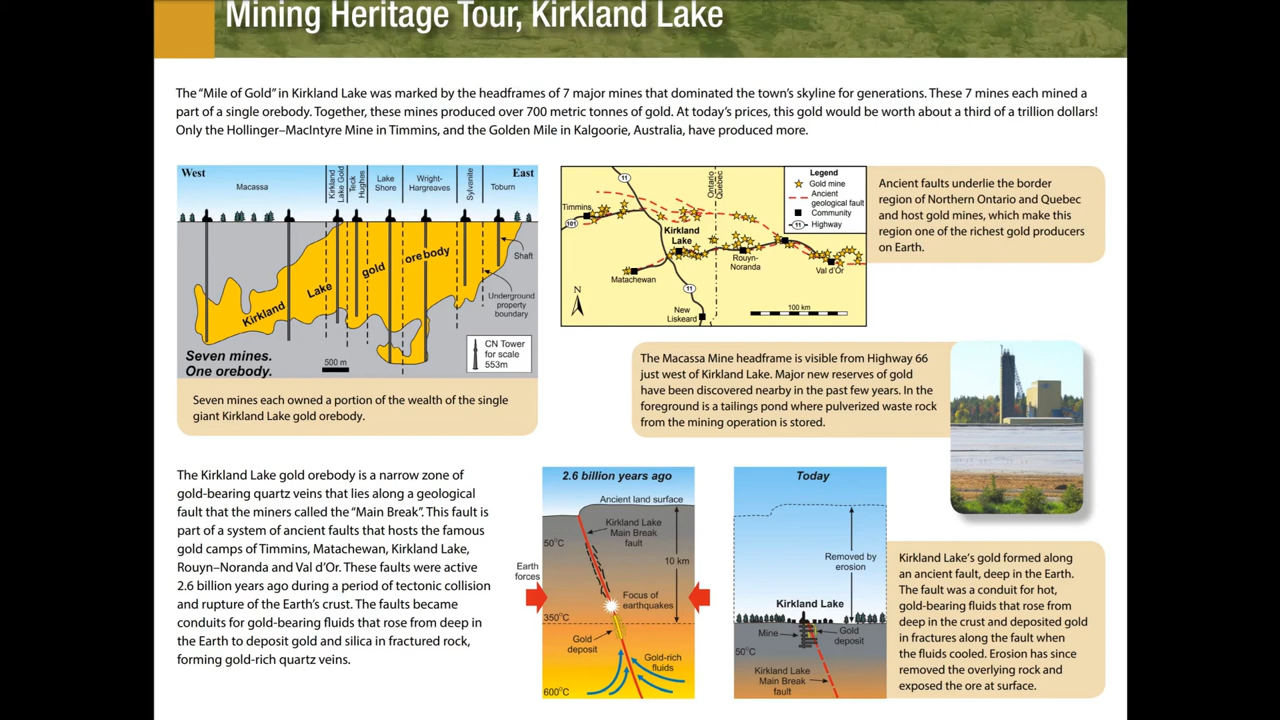 Mining Heritage Tour, Kirkland Lake
The “Mile of Gold” in Kirkland Lake was marked by the headframes of 7 major mines that dominated the town’s skyline for generations. These 7 mines each mined a
part of a single orebody. Together, these mines produced over 700 metric tonnes of gold. At today’s prices, this gold would be worth about a third of a trillion dollars!
Only the Hollinger–MacIntyre Mine in Timmins, and the Golden Mile in Kalgoorie, Australia, have produced more.
West
East
Macassa
Kirkland
Lake Gold
Teck
Hughes
Lake
Shore
Wright-
Hargreaves
Sylvanite
Toburn
Kirkland Lake gold orebody
Shaft
Underground
property
boundary
Seven mines.
One orebody.
500 m
CN Tower
for scale
553m
Seven mines each owned a portion of the wealth of the single
giant Kirkland Lake gold orebody.
11
Ontario
Quebec
Legend
Gold mine
Ancient
geological fault
Community
11 Highway
Timmins
101
Kirkland
Lake
Matachewan
Rouyn-
Noranda
Val d’Or
N
11
New
Liskeard
100 km
Ancient faults underlie the border
region of Northern Ontario and Quebec
and host gold mines, which make this
region one of the richest gold producers
on Earth.
The Macassa Mine headframe is visible from Highway 66
just west of Kirkland Lake. Major new reserves of gold
have been discovered nearby in the past few years. In the
foreground is a tailings pond where pulverized waste rock
from the mining operation is stored.
The Kirkland Lake gold orebody is a narrow zone of
gold-bearing quartz veins that lies along a geological
fault that the miners called the “Main Break”. This fault is
part of a system of ancient faults that hosts the famous
gold camps of Timmins, Matachewan, Kirkland Lake,
Rouyn–Noranda and Val d’Or. These faults were active
2.6 billion years ago during a period of tectonic collision
and rupture of the Earth’s crust. The faults became
conduits for gold-bearing fluids that rose from deep in
the Earth to deposit gold and silica in fractured rock,
forming gold-rich quartz veins.
2.6 billion years ago
Ancient land surface
Kirkland Lake
Main Break
fault
50°C
10 km
Earth
forces
Focus of
earthquakes
350°C
Gold
deposit
Gold-rich
fluids
600°C
Today
Removed by
erosion
Kirkland Lake
Mine
Gold
deposit
50°C
Kirkland Lake
Main Break
fault
Kirkland Lake’s gold formed along
an ancient fault, deep in the Earth.
The fault was a conduit for hot,
gold-bearing fluids that rose from
deep in the crust and deposited gold
in fractures along the fault when
the fluids cooled. Erosion has since
removed the overlying rock and
exposed the ore at surface.